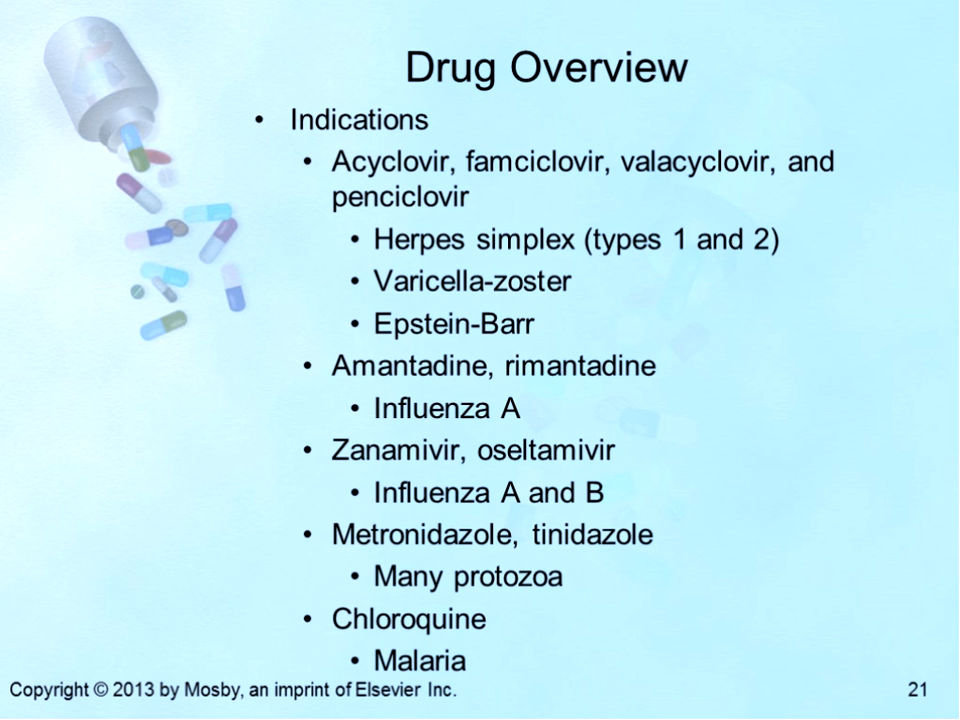 Drug Overview
• Indications
• Acyclovir, famciclovir, valacyclovir, and
penciclovir
• Herpes simplex (types 1 and 2)
• Varicella-zoster
• Epstein-Barr
• Amantadine, rimantadine
• Influenza A
• Zanamivir, oseltamivir
• Influenza A and B
• Metronidazole, tinidazole
• Many protozoa
• Chloroquine
• Malaria
Copyright © 2013 by Mosby, an imprint of Elsevier Inc.
21